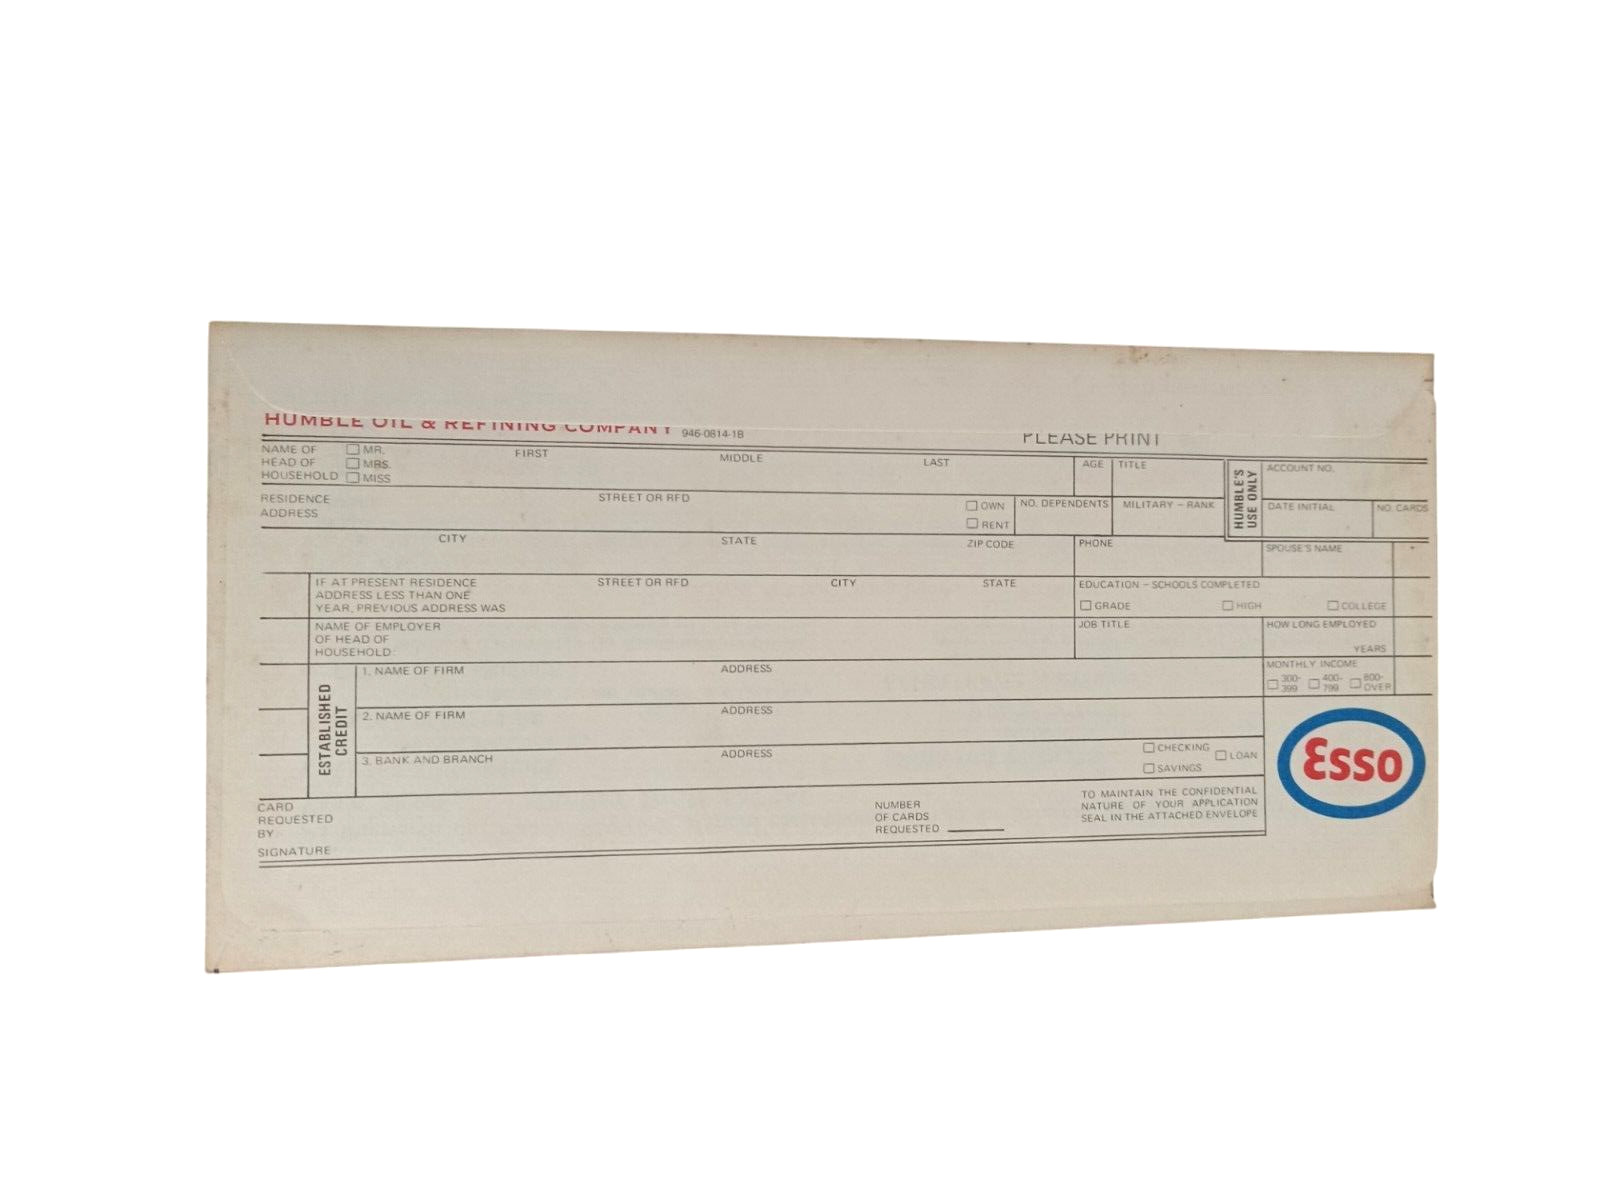 HUMBLE OIL & REFINING COMPANY 946-0814-1B PLEASE PRINT
NAME OF HEAD OF HOUSEHOLD MR. MRS. MISS FIRST MIDDLE LAST AGE TITLE
HUMBLE'S USE ONLY ACCOUNT NO.
RESIDENCE ADDRESS STREET OR RFD OWN RENT NO. DEPENDENTS MILITARY – RANK DATE INITIAL NO. CARDS
CITY STATE ZIP CODE PHONE SPOUSE'S NAME
IF AT PRESENT RESIDENCE STREET OR RFD CITY STATE EDUCATION – SCHOOLS COMPLETED
ADDRESS LESS THAN ONE
YEAR, PREVIOUS ADDRESS WAS GRADE HIGH COLLEGE
NAME OF EMPLOYER JOB TITLE HOW LONG EMPLOYED
OF HEAD OF
HOUSEHOLD: YEARS
ESTABLISHED CREDIT
1. NAME OF FIRM ADDRESS MONTHLY INCOME
300-399 400-799 800-OVER
2. NAME OF FIRM ADDRESS
3. BANK AND BRANCH ADDRESS CHECKING LOAN
SAVINGS
Esso
CARD
REQUESTED
BY
NUMBER
OF CARDS
REQUESTED
TO MAINTAIN THE CONFIDENTIAL
NATURE OF YOUR APPLICATION
SEAL IN THE ATTACHED ENVELOPE
SIGNATURE